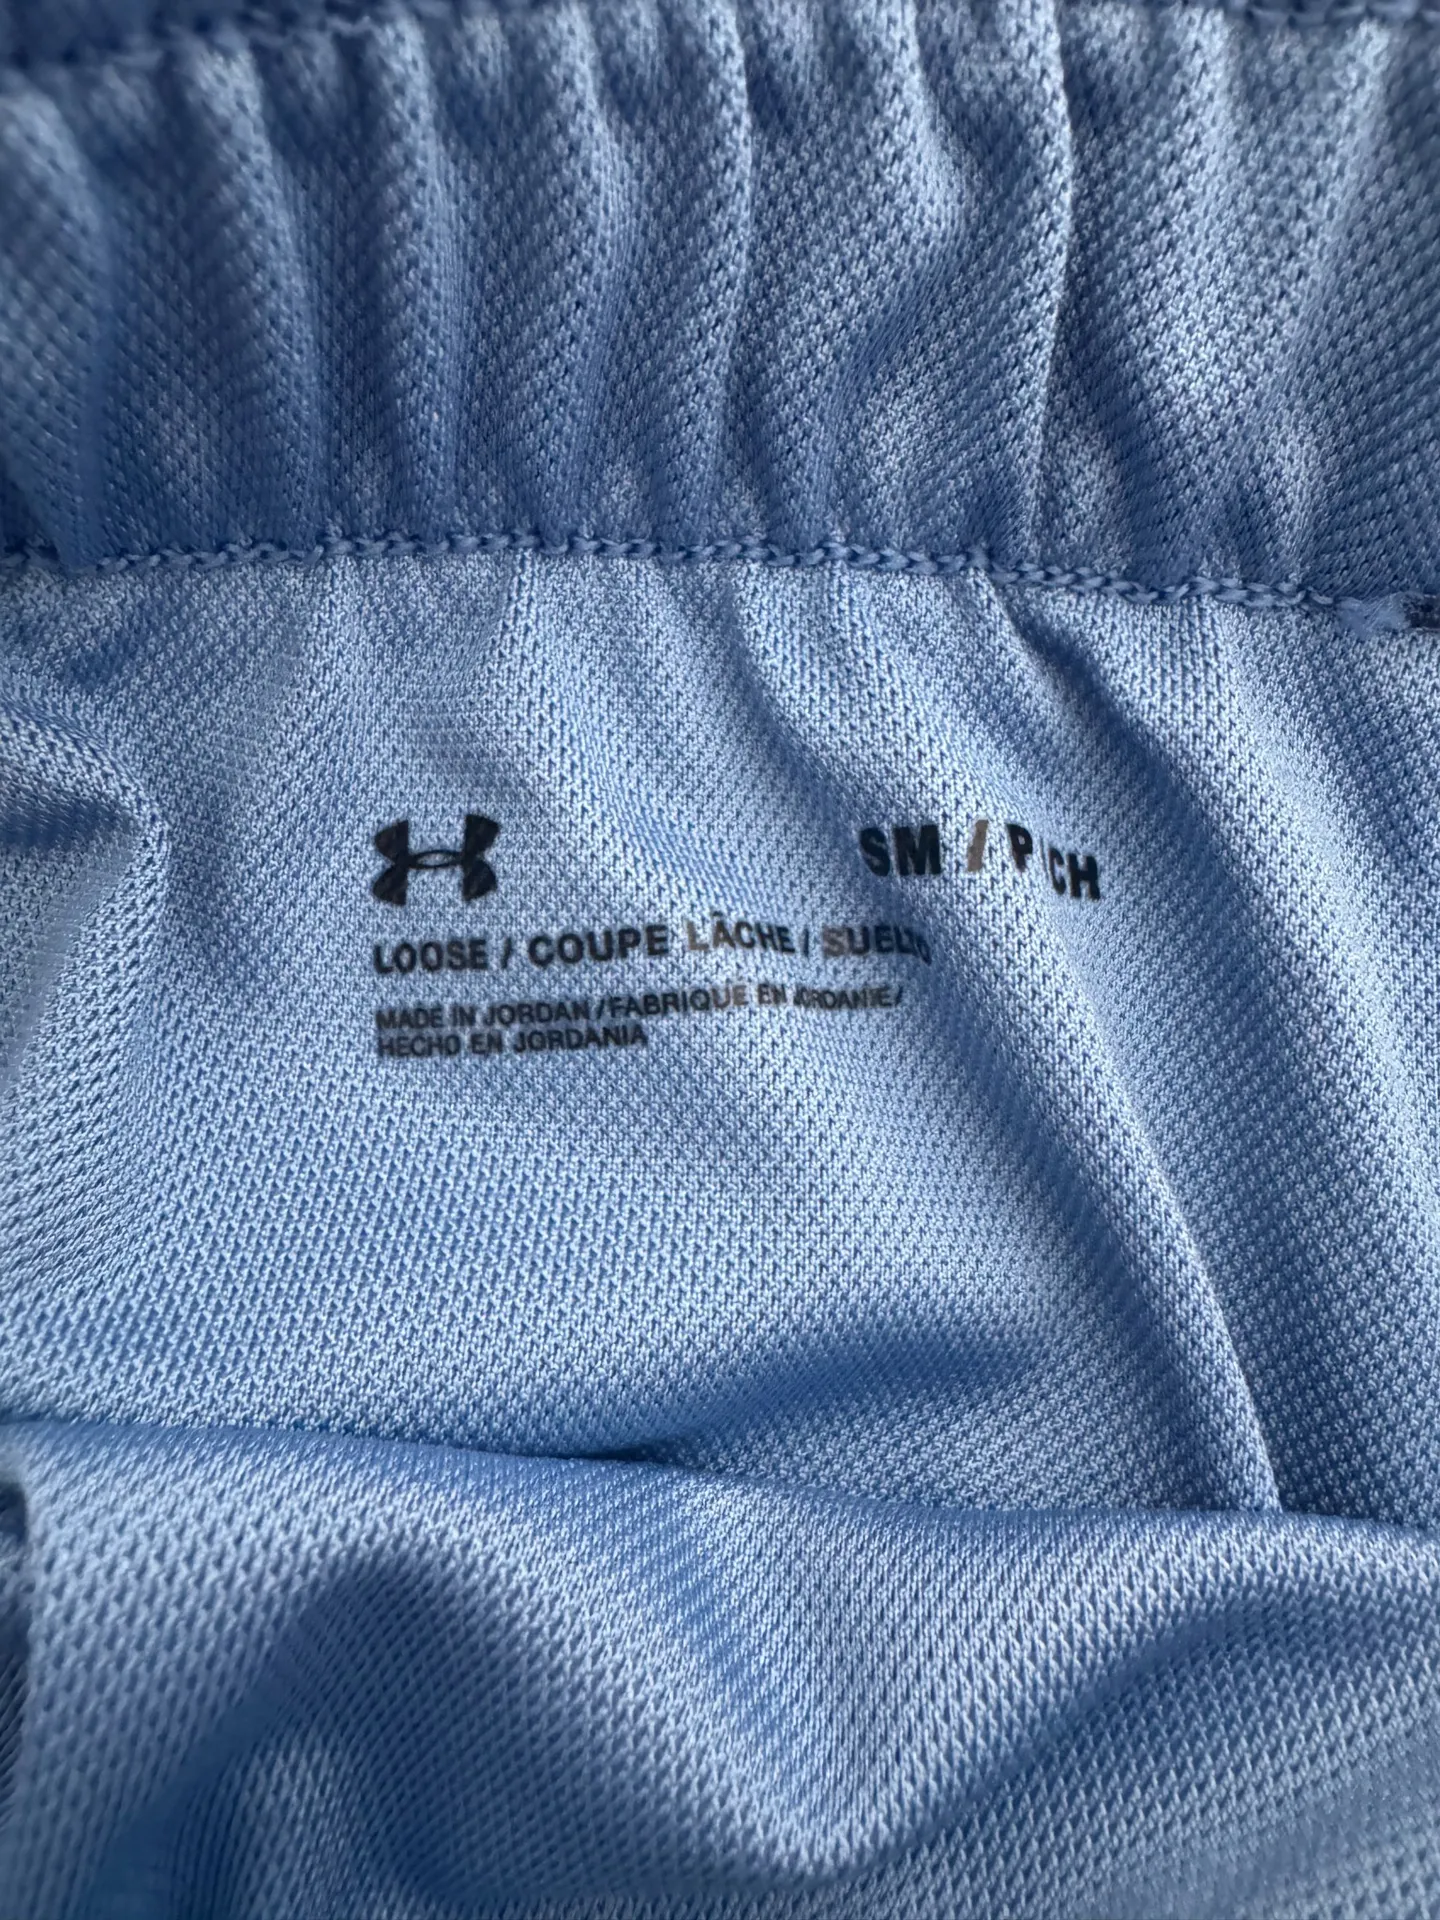 SM / P / CH
LOOSE / COUPE LÂCHE / SUELTO
MADE IN JORDAN / FABRIQUÉ EN JORDANIE /
HECHO EN JORDANIA